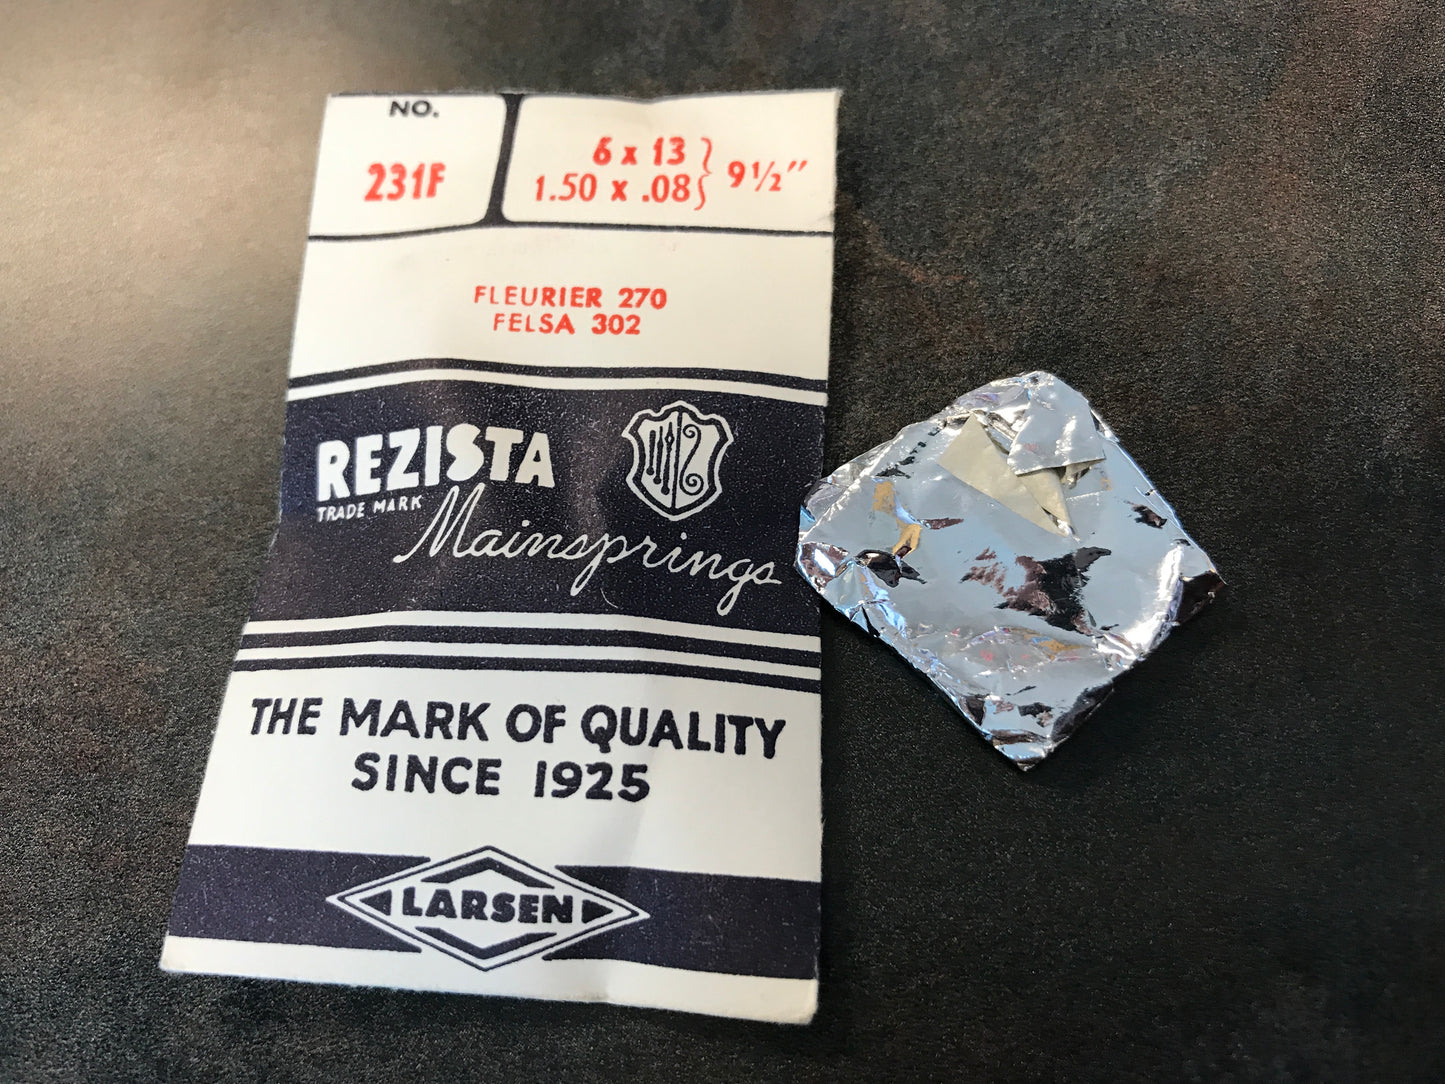 NO.
231F
6 x 13
1.50 x .08
9½″
FLEURIER 270
FELSA 302
REZISTA
TRADE MARK
Mainsprings
THE MARK OF QUALITY
SINCE 1925
LARSEN